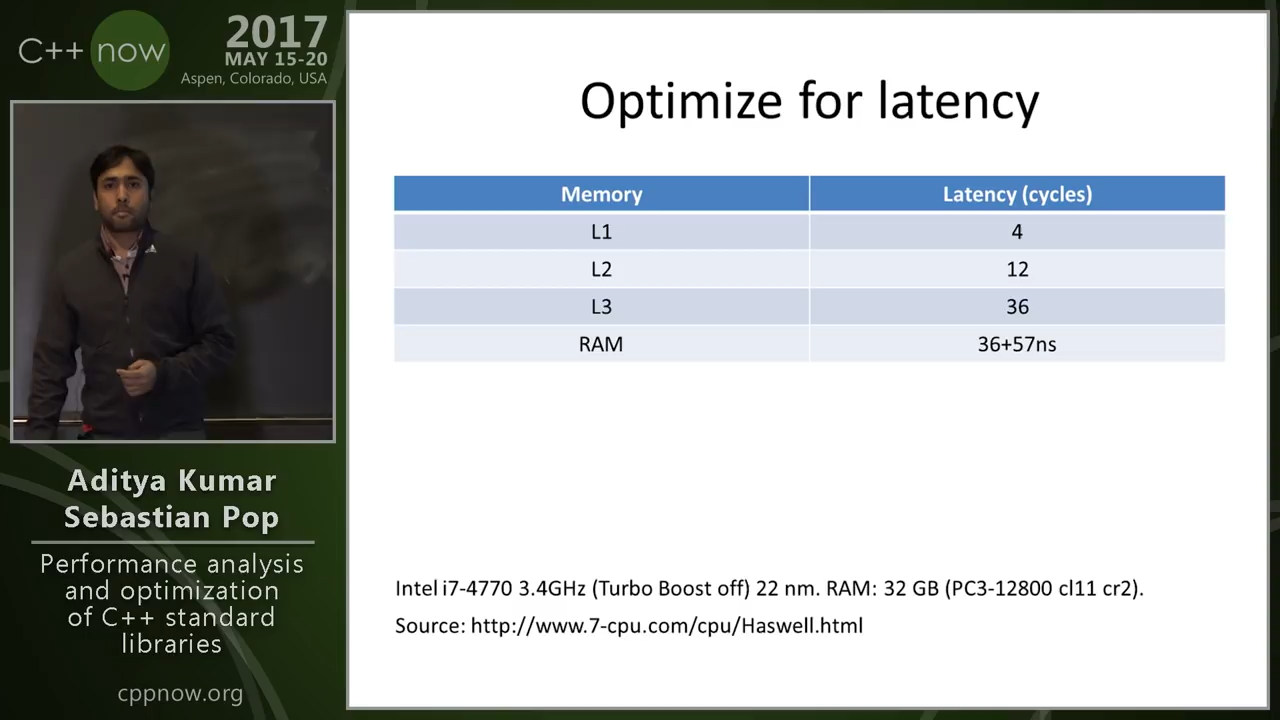 C++ now
2017
MAY 15-20
Aspen, Colorado, USA
Aditya Kumar
Sebastian Pop
Performance analysis
and optimization
of C++ standard
libraries
cppnow.org
Optimize for latency
Memory Latency (cycles)
L1 4
L2 12
L3 36
RAM 36+57ns
Intel i7-4770 3.4GHz (Turbo Boost off) 22 nm. RAM: 32 GB (PC3-12800 cl11 cr2).
Source: http://www.7-cpu.com/cpu/Haswell.html